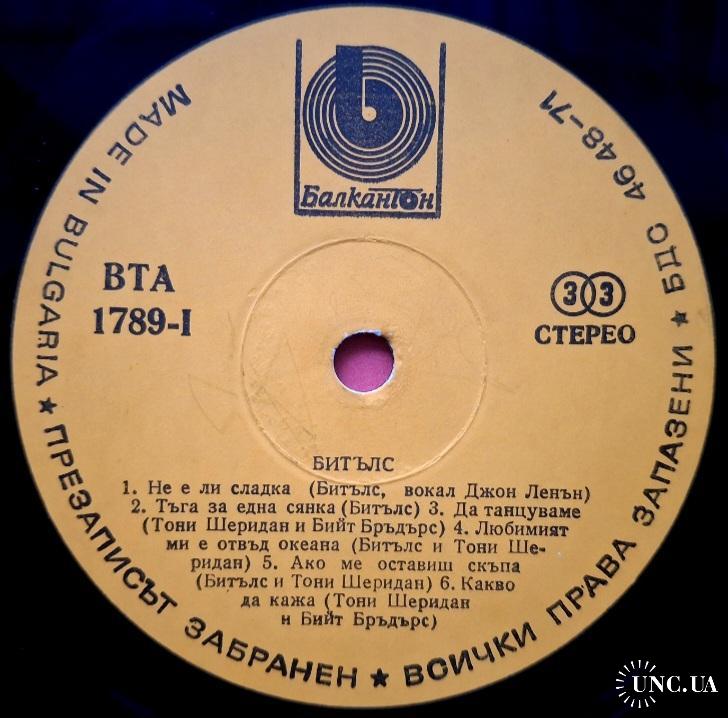 Балкантон
MADE IN BULGARIA ★ ПРЕЗАПИСЪТ ЗАБРАНЕН ★ ВСИЧКИ ПРАВА ЗАПАЗЕНИ ★ БДС 4648-71
ВТА
1789-I
33
СТЕРЕО
БИТЪЛС
1. Не е ли сладка (Битълс, вокал Джон Ленън)
2. Тъга за една сянка (Битълс) 3. Да танцуваме
(Тони Шеридан и Бийт Бръдърс) 4. Любимият
ми е отвъд океана (Битълс и Тони Ше-
ридан) 5. Ако ме оставиш скъпа
(Битълс и Тони Шеридан) 6. Какво
да кажа (Тони Шеридан
и Бийт Бръдърс)
UNC.UA